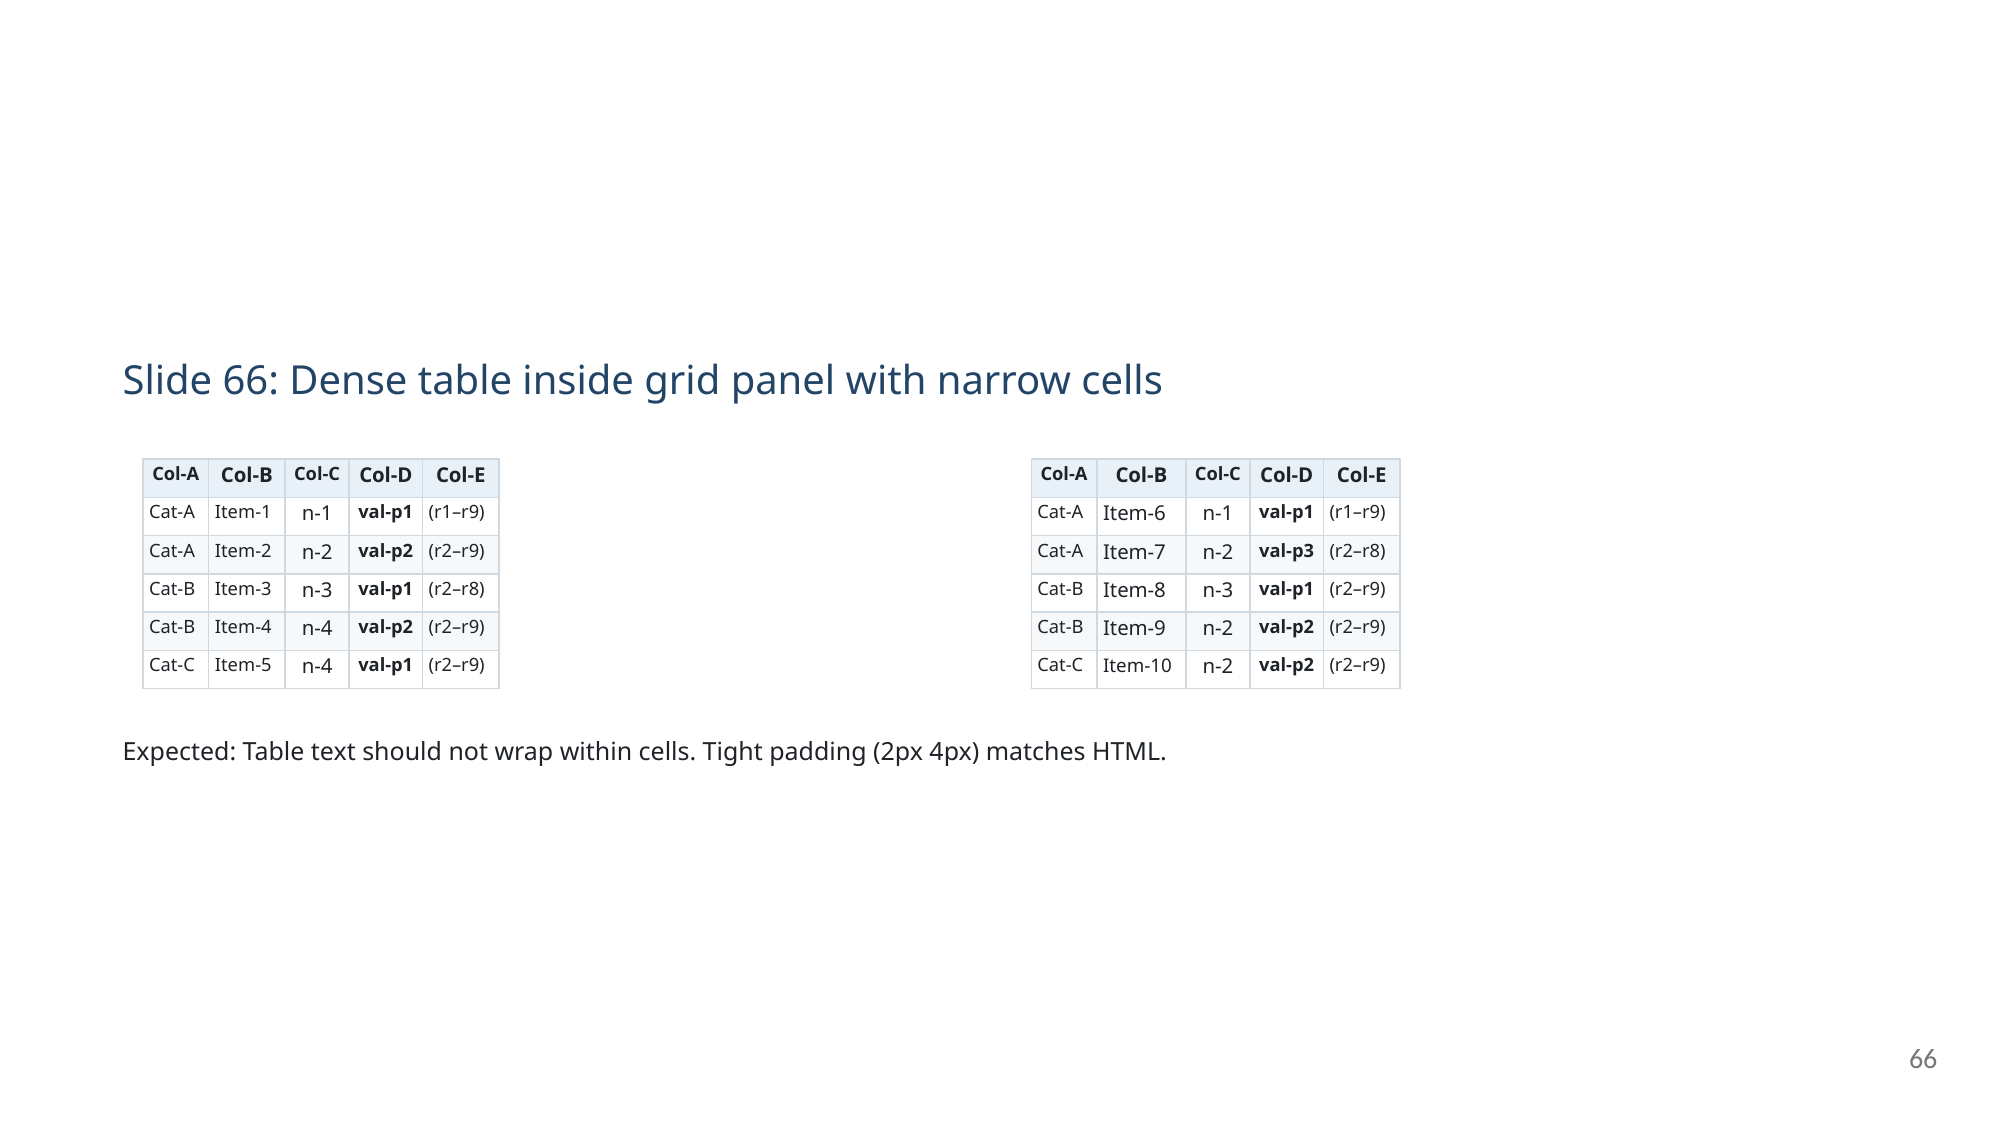 Slide 66: Dense table inside grid panel with narrow cells
Col-A Col-B Col-C Col-D Col-E
Cat-A Item-1 n-1 val-p1 (r1–r9)
Cat-A Item-2 n-2 val-p2 (r2–r9)
Cat-B Item-3 n-3 val-p1 (r2–r8)
Cat-B Item-4 n-4 val-p2 (r2–r9)
Cat-C Item-5 n-4 val-p1 (r2–r9)
Col-A Col-B Col-C Col-D Col-E
Cat-A Item-6 n-1 val-p1 (r1–r9)
Cat-A Item-7 n-2 val-p3 (r2–r8)
Cat-B Item-8 n-3 val-p1 (r2–r9)
Cat-B Item-9 n-2 val-p2 (r2–r9)
Cat-C Item-10 n-2 val-p2 (r2–r9)
Expected: Table text should not wrap within cells. Tight padding (2px 4px) matches HTML.
66